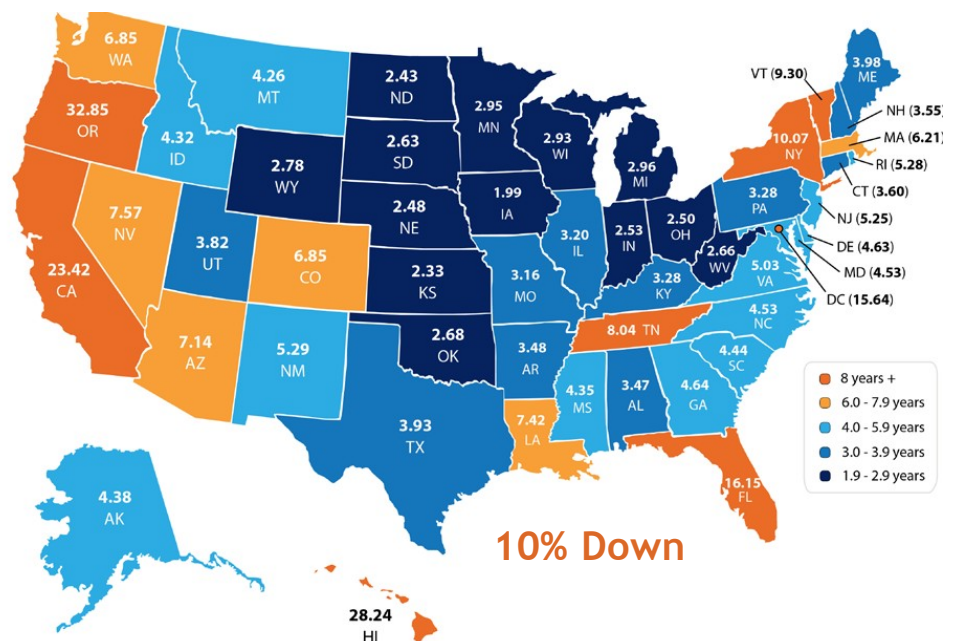 6.85
WA
32.85
OR
23.42
CA
7.57
NV
4.32
ID
4.26
MT
2.78
WY
3.82
UT
6.85
CO
7.14
AZ
5.29
NM
2.43
ND
2.63
SD
2.48
NE
2.33
KS
2.68
OK
3.93
TX
2.95
MN
1.99
IA
3.16
MO
3.48
AR
7.42
LA
2.93
WI
3.20
IL
2.96
MI
2.53
IN
2.50
OH
3.28
KY
8.04 TN
4.35
MS
3.47
AL
4.64
GA
16.15
FL
4.44
SC
4.53
NC
5.03
VA
2.66
WV
3.28
PA
10.07
NY
3.98
ME
VT (9.30)
NH (3.55)
MA (6.21)
RI (5.28)
CT (3.60)
NJ (5.25)
DE (4.63)
MD (4.53)
DC (15.64)
8 years +
6.0 - 7.9 years
4.0 - 5.9 years
3.0 - 3.9 years
1.9 - 2.9 years
4.38
AK
28.24
HI
10% Down